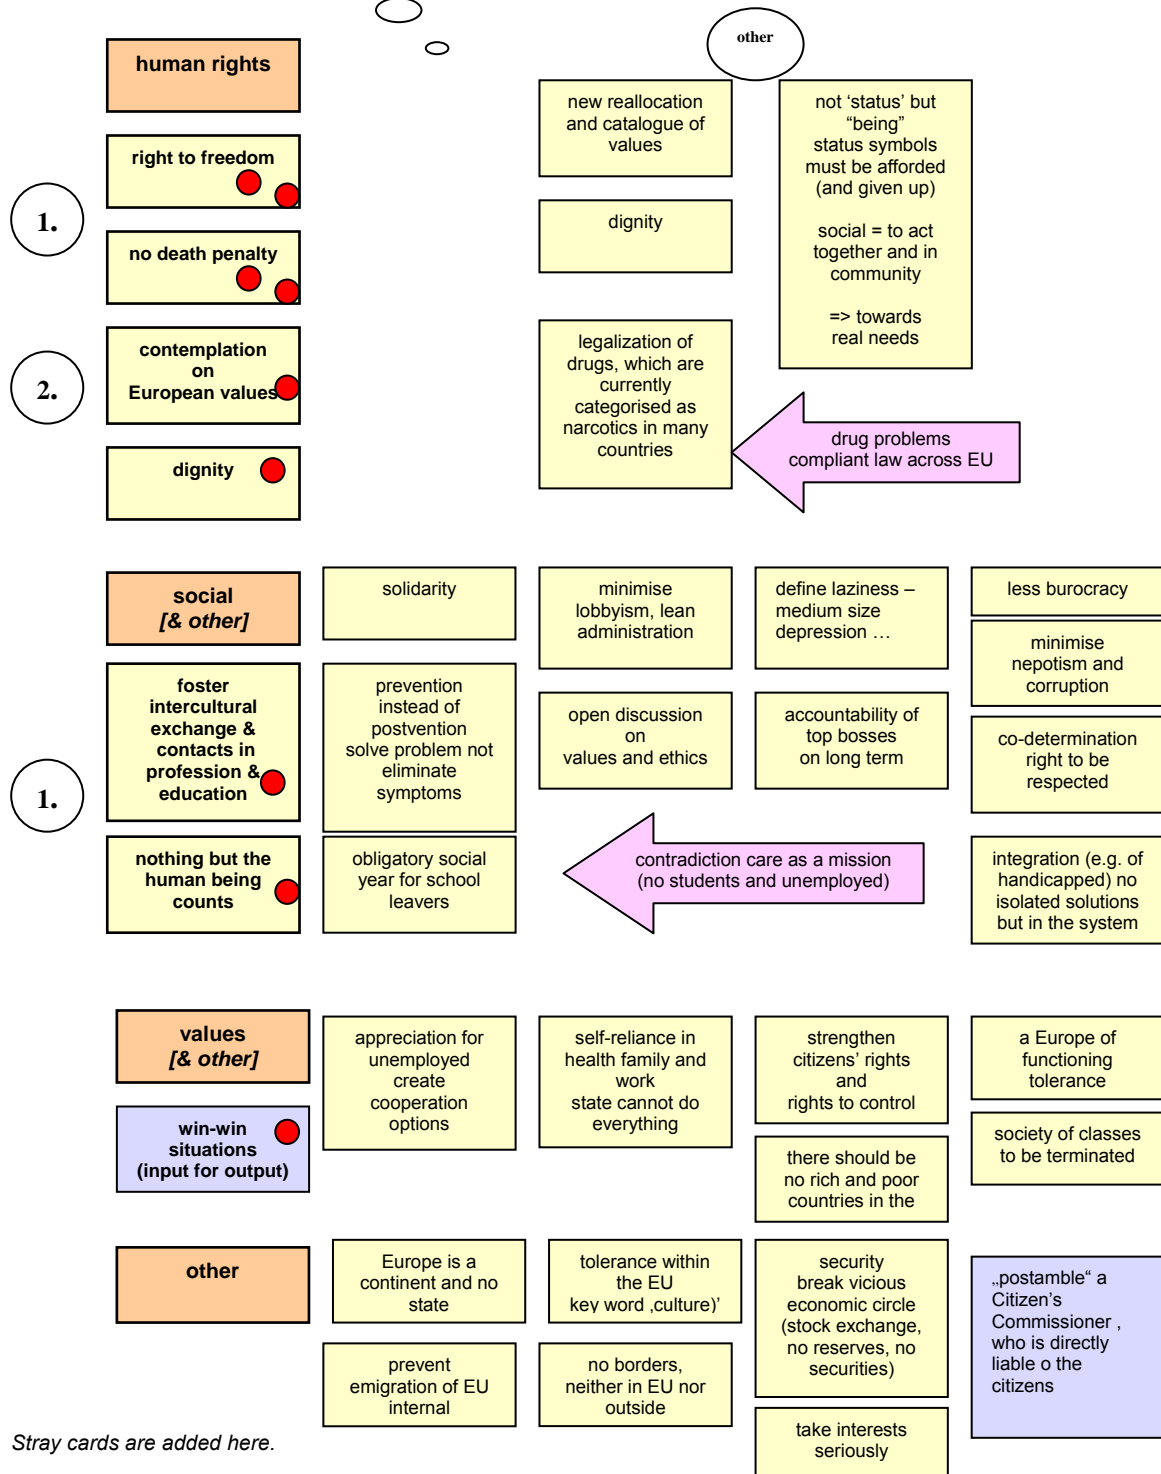 other
human rights
new reallocation
and catalogue of
values
not ‘status’ but
“being”
status symbols
must be afforded
(and given up)
social = to act
together and in
community
=> towards
real needs
right to freedom
1.
no death penalty
dignity
2.
contemplation
on
European values
legalization of
drugs, which are
currently
categorised as
narcotics in many
countries
drug problems
compliant law across EU
dignity
social
[& other]
solidarity
minimise
lobbyism, lean
administration
define laziness –
medium size
depression …
less burocracy
minimise
nepotism and
corruption
1.
foster
intercultural
exchange &
contacts in
profession &
education
prevention
instead of
postvention
solve problem not
eliminate
symptoms
open discussion
on
values and ethics
accountability of
top bosses
on long term
co-determination
right to be
respected
nothing but the
human being
counts
obligatory social
year for school
leavers
contradiction care as a mission
(no students and unemployed)
integration (e.g. of
handicapped) no
isolated solutions
but in the system
values
[& other]
appreciation for
unemployed
create
cooperation
options
self-reliance in
health family and
work
state cannot do
everything
strengthen
citizens’ rights
and
rights to control
a Europe of
functioning
tolerance
win-win
situations
(input for output)
there should be
no rich and poor
countries in the
society of classes
to be terminated
other
Europe is a
continent and no
state
tolerance within
the EU
key word ‚culture)’
security
break vicious
economic circle
(stock exchange,
no reserves, no
securities)
„postamble“ a
Citizen’s
Commissioner ,
who is directly
liable o the
citizens
prevent
emigration of EU
internal
no borders,
neither in EU nor
outside
take interests
seriously
Stray cards are added here.